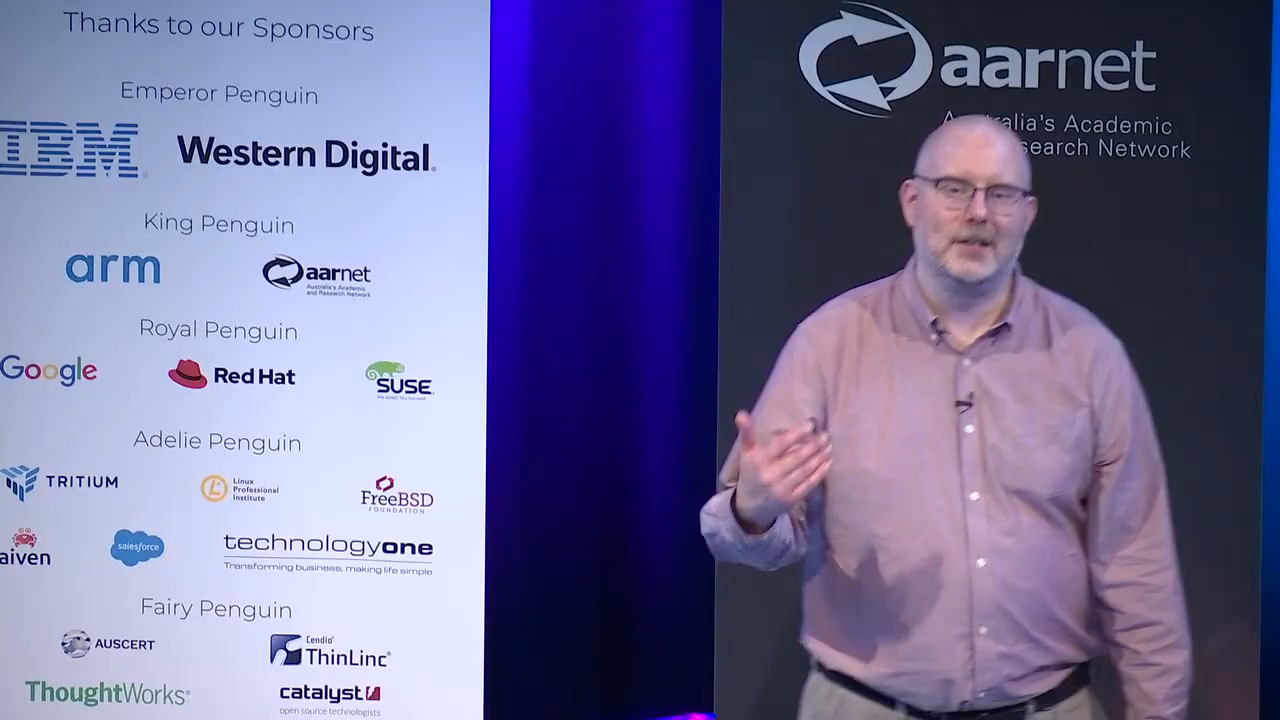 Thanks to our Sponsors
Emperor Penguin
IBM
Western Digital
King Penguin
arm
aarnet
Australia's Academic
and Research Network
Royal Penguin
Google
Red Hat
SUSE
Adelie Penguin
TRITIUM
Linux
Professional
Institute
FreeBSD
FOUNDATION
aiven
salesforce
technologyone
Transforming business, making life simple
Fairy Penguin
AUSCERT
Cendio
ThinLinc
ThoughtWorks
catalyst
open source technologists
aarnet
Australia's Academic
search Network